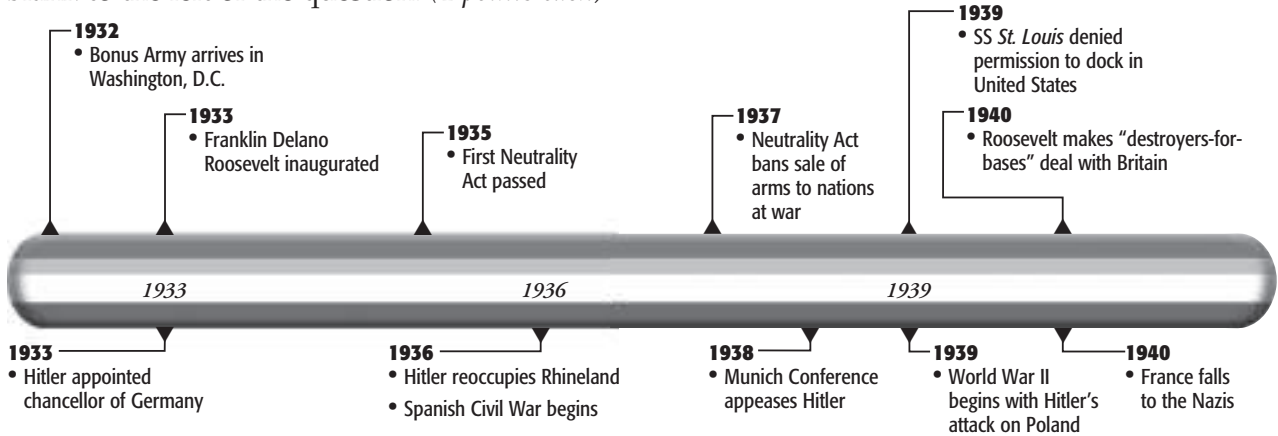 1932
• Bonus Army arrives in
Washington, D.C.
1933
• Franklin Delano
Roosevelt inaugurated
1935
• First Neutrality
Act passed
1937
• Neutrality Act
bans sale of
arms to nations
at war
1939
• SS St. Louis denied
permission to dock in
United States
1940
• Roosevelt makes “destroyers-for-
bases” deal with Britain
1933
1936
1939
1933
• Hitler appointed
chancellor of Germany
1936
• Hitler reoccupies Rhineland
• Spanish Civil War begins
1938
• Munich Conference
appeases Hitler
1939
• World War II
begins with Hitler’s
attack on Poland
1940
• France falls
to the Nazis